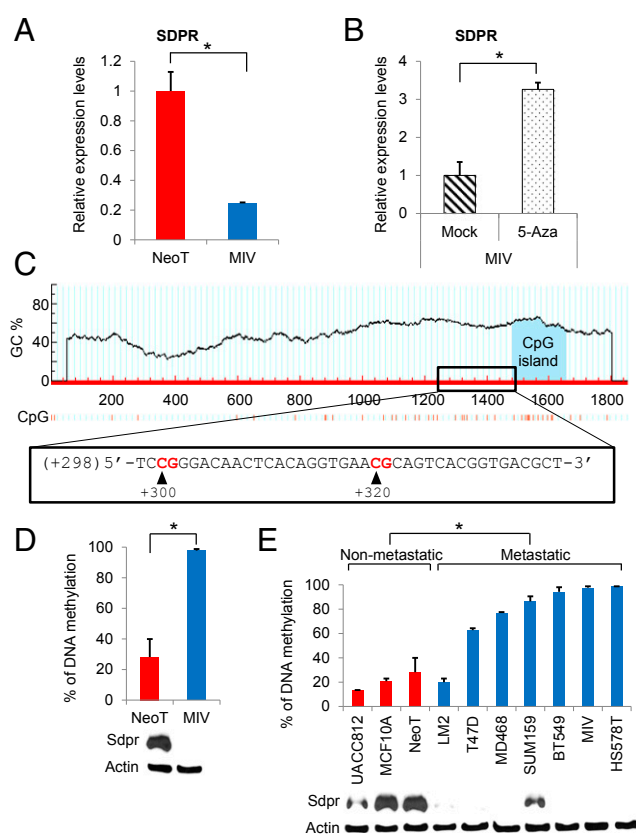 A
SDPR
*
Relative expression levels
1.2
1
0.8
0.6
0.4
0.2
0
NeoT
MIV
B
SDPR
*
Relative expression levels
4
3
2
1
0
Mock
5-Aza
MIV
C
GC %
80
40
0
CpG
island
200
400
600
800
1000
1200
1400
1600
1800
CpG
(+298)5’-TCCGGGACAACTCACAGGTGAACGCAGTCACGGTGACGCT-3’
+300
+320
D
*
% of DNA methylation
100
80
60
40
20
0
NeoT
MIV
Sdpr
Actin
E
*
Non-metastatic
Metastatic
% of DNA methylation
100
80
60
40
20
0
UACC812
MCF10A
NeoT
LM2
T47D
MD468
SUM159
BT549
MIV
HS578T
Sdpr
Actin